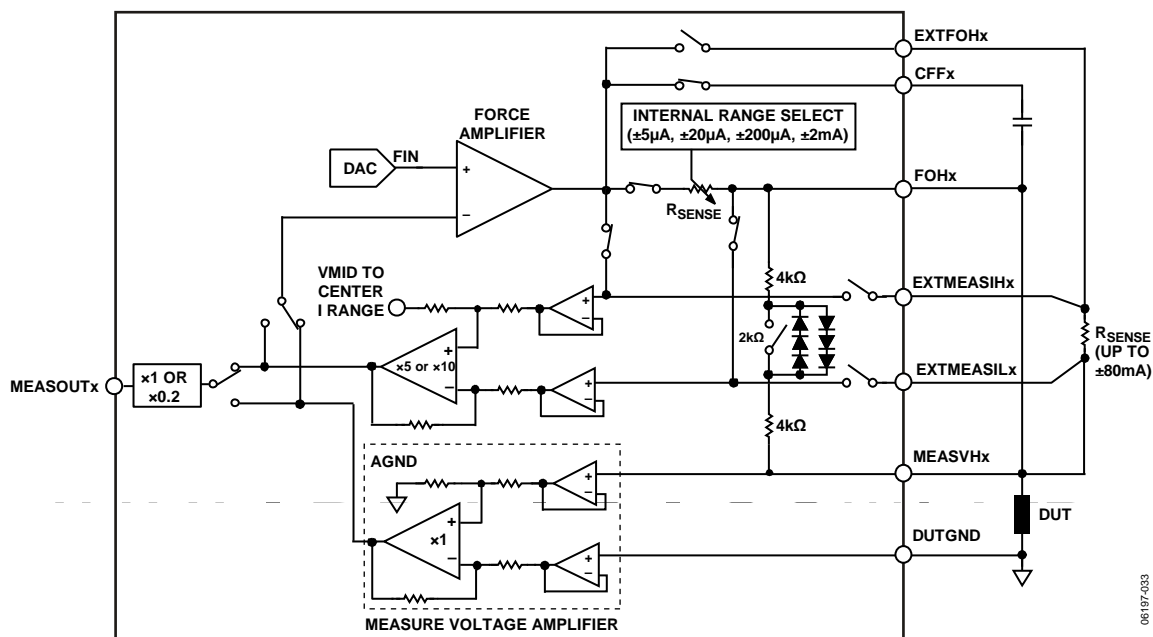 EXTFOHx
CFFx
FORCE
AMPLIFIER
INTERNAL RANGE SELECT
(±5µA, ±20µA, ±200µA, ±2mA)
DAC
FIN
+
–
RSENSE
FOHx
VMID TO
CENTER
I RANGE
4kΩ
+
–
EXTMEASIHx
2kΩ
RSENSE
(UP TO
±80mA)
MEASOUTx
×1 OR
×0.2
+
×5 or ×10
–
+
–
EXTMEASILx
4kΩ
AGND
+
–
MEASVHx
+
×1
–
DUT
+
–
DUTGND
MEASURE VOLTAGE AMPLIFIER
06197-033